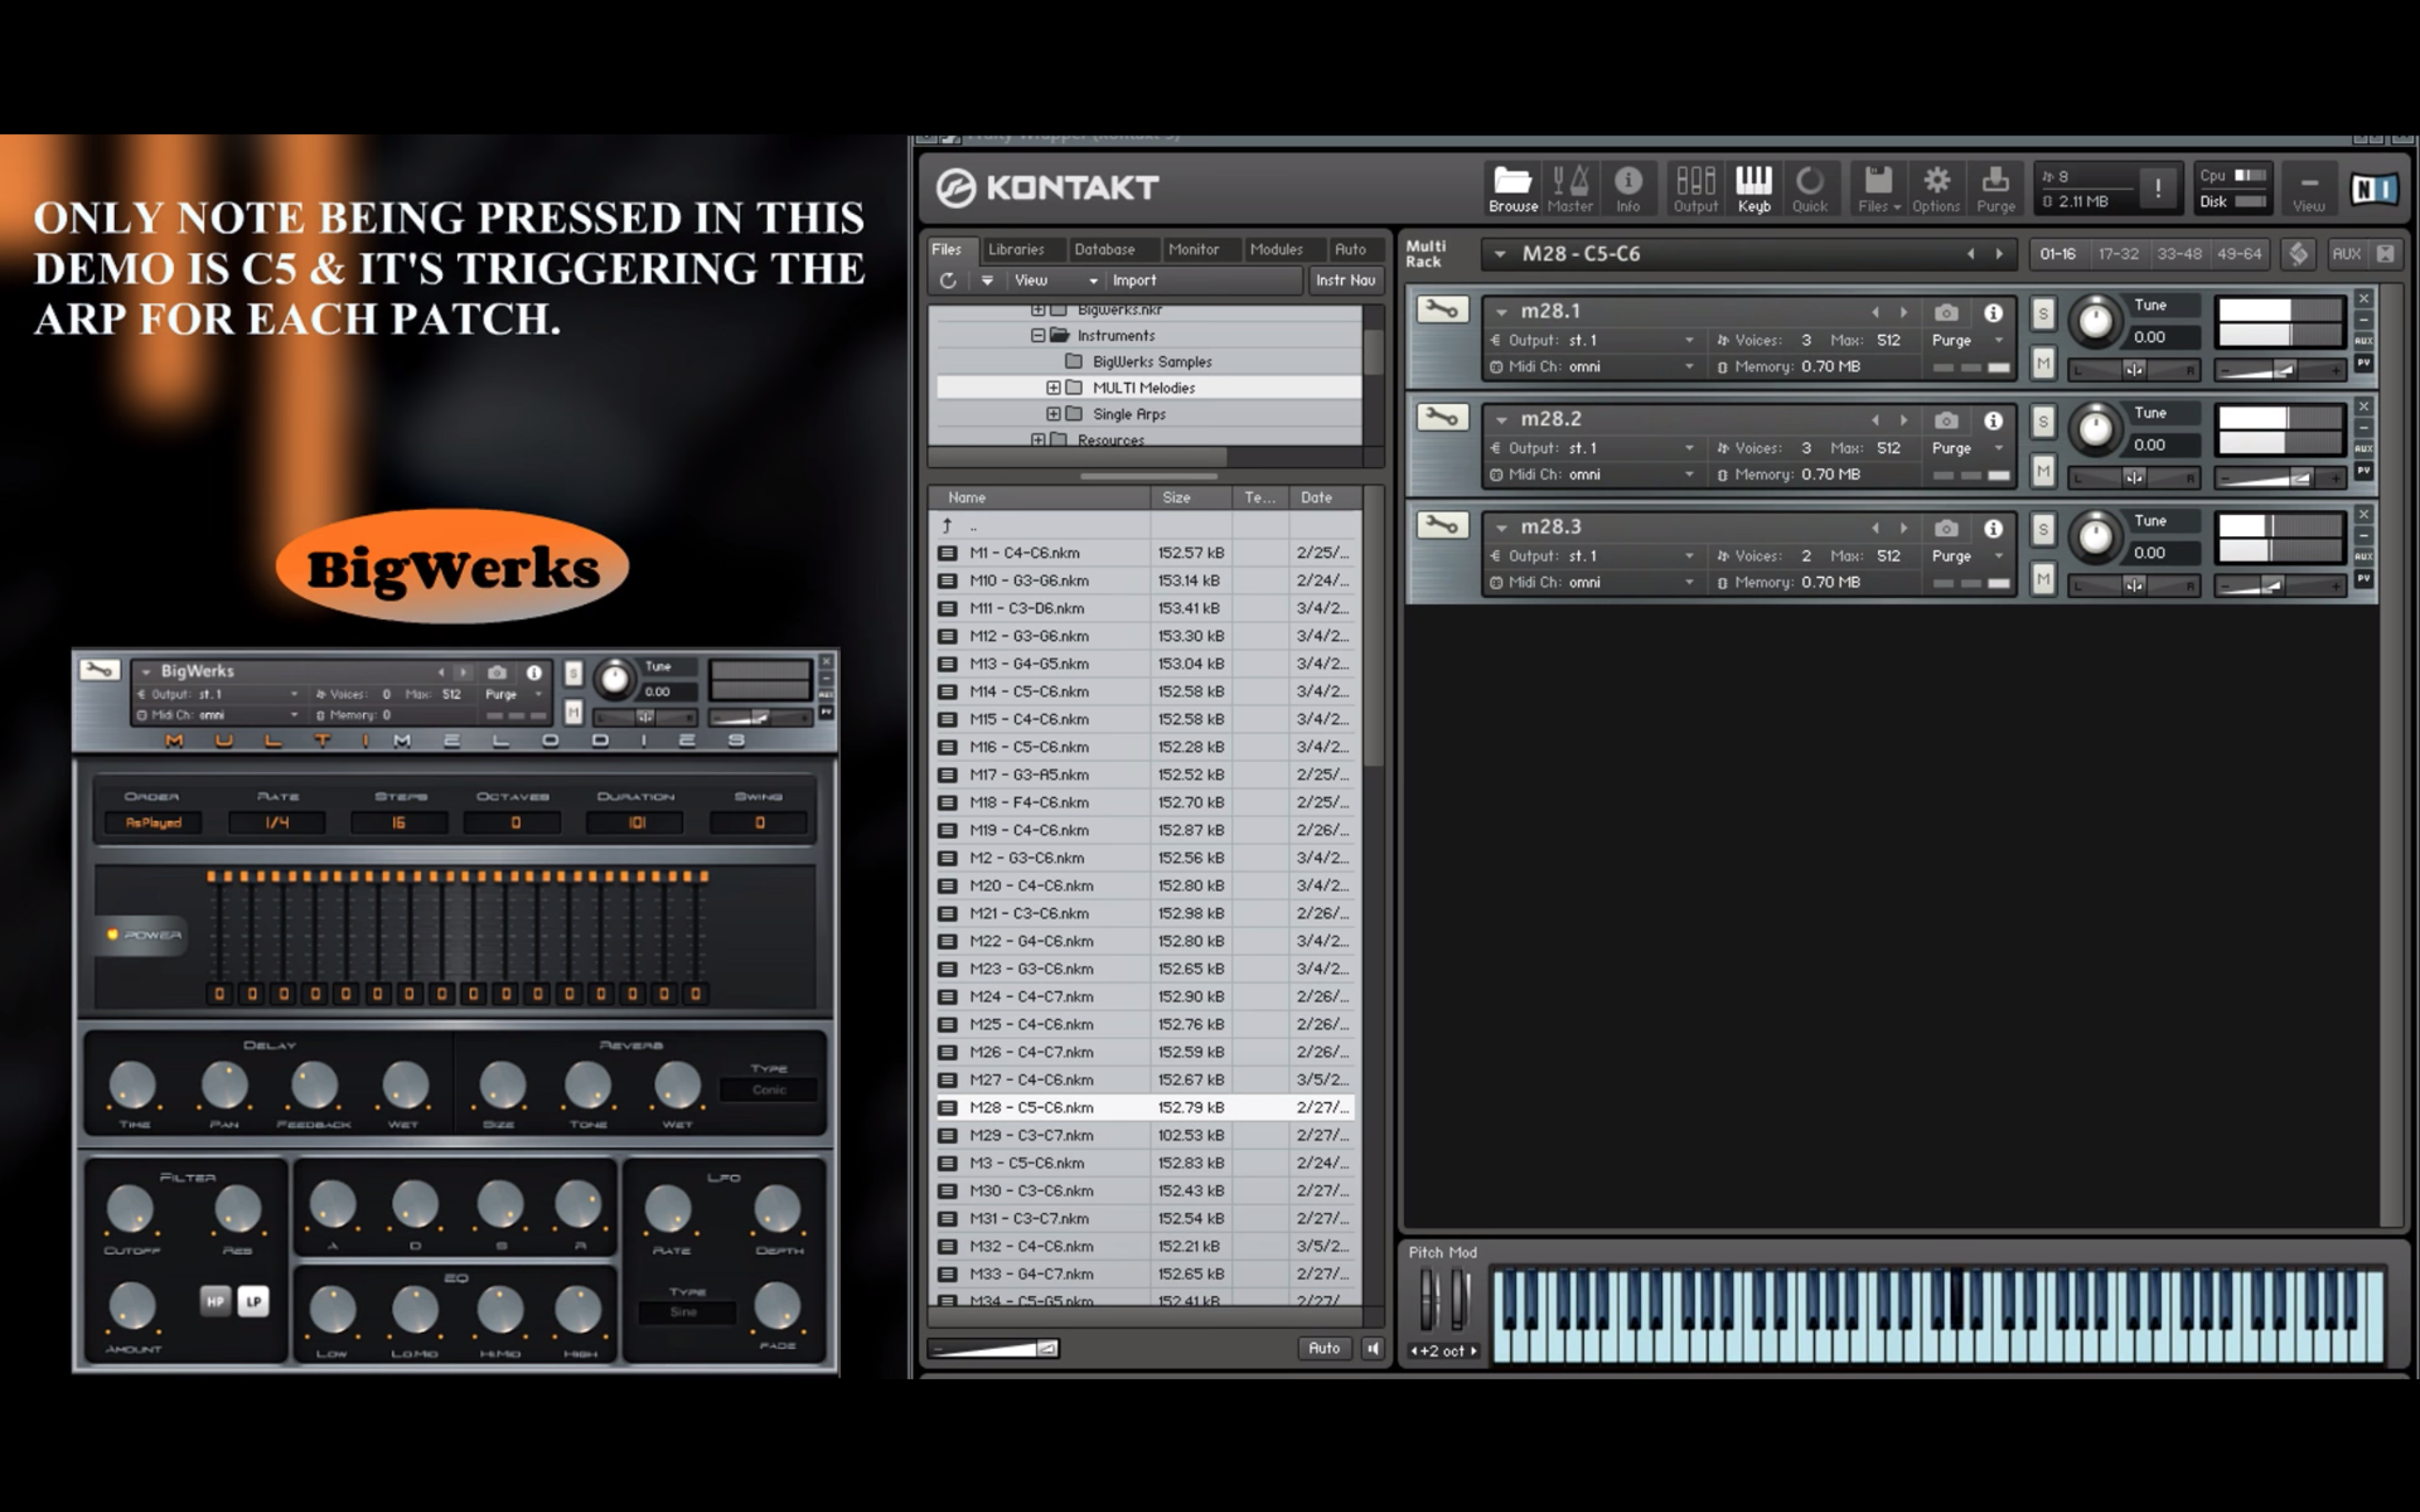 ONLY NOTE BEING PRESSED IN THIS
DEMO IS C5 & IT'S TRIGGERING THE
ARP FOR EACH PATCH.
BigWerks
BigWerks
Output: st.1 Voices: 0 Max: 512 Purge
Midi Ch: omni Memory: 0
S M Tune 0.00 L R AUX PV
MULTIMELODIES
ORDER RATE STEPS OCTAVES DURATION SWING
AsPlayed 1/4 16 0 101 0
POWER
0 0 0 0 0 0 0 0 0 0 0 0 0 0 0 0
DELAY REVERB
TYPE
Conic
TIME PAN FEEDBACK WET SIZE TONE WET
FILTER LFO
CUTOFF RES A D S R RATE DEPTH
EQ
HP LP TYPE
Sine
AMOUNT LOW LO.MID HI.MID HIGH FADE
KONTAKT
Browse Master Info Output Keyb Quick Files Options Purge
8
2.11 MB
!
Cpu
Disk
View
NI
Files Libraries Database Monitor Modules Auto
View Import Instr Nav
Bigwerks.nkr
Instruments
BigWerks Samples
MULTI Melodies
Single Arps
Resources
Name Size Te... Date
..
M1 - C4-C6.nkm 152.57 kB 2/25/...
M10 - G3-G6.nkm 153.14 kB 2/24/...
M11 - C3-D6.nkm 153.41 kB 3/4/2...
M12 - G3-G6.nkm 153.30 kB 3/4/2...
M13 - G4-G5.nkm 153.04 kB 3/4/2...
M14 - C5-C6.nkm 152.58 kB 3/4/2...
M15 - C4-C6.nkm 152.58 kB 3/4/2...
M16 - C5-C6.nkm 152.28 kB 3/4/2...
M17 - G3-A5.nkm 152.52 kB 2/25/...
M18 - F4-C6.nkm 152.70 kB 2/25/...
M19 - C4-C6.nkm 152.87 kB 2/26/...
M2 - G3-C6.nkm 152.56 kB 3/4/2...
M20 - C4-C6.nkm 152.80 kB 3/4/2...
M21 - C3-C6.nkm 152.98 kB 2/26/...
M22 - G4-C6.nkm 152.80 kB 3/4/2...
M23 - G3-C6.nkm 152.65 kB 3/4/2...
M24 - C4-C7.nkm 152.90 kB 2/26/...
M25 - C4-C6.nkm 152.76 kB 2/26/...
M26 - C4-C7.nkm 152.59 kB 2/26/...
M27 - C4-C6.nkm 152.67 kB 3/5/2...
M28 - C5-C6.nkm 152.79 kB 2/27/...
M29 - C3-C7.nkm 102.53 kB 2/27/...
M3 - C5-C6.nkm 152.83 kB 2/24/...
M30 - C3-C6.nkm 152.43 kB 2/27/...
M31 - C3-C7.nkm 152.54 kB 2/27/...
M32 - C4-C6.nkm 152.21 kB 3/5/2...
M33 - G4-C7.nkm 152.65 kB 2/27/...
M34 - C5-G5.nkm 152.41 kB 2/27/
Auto
Multi
Rack
M28 - C5-C6
01-16 17-32 33-48 49-64 AUX
m28.1
Output: st.1 Voices: 3 Max: 512 Purge
Midi Ch: omni Memory: 0.70 MB
S M Tune 0.00 L R AUX PV
m28.2
Output: st.1 Voices: 3 Max: 512 Purge
Midi Ch: omni Memory: 0.70 MB
S M Tune 0.00 L R AUX PV
m28.3
Output: st.1 Voices: 2 Max: 512 Purge
Midi Ch: omni Memory: 0.70 MB
S M Tune 0.00 L R AUX PV
Pitch Mod
+2 oct